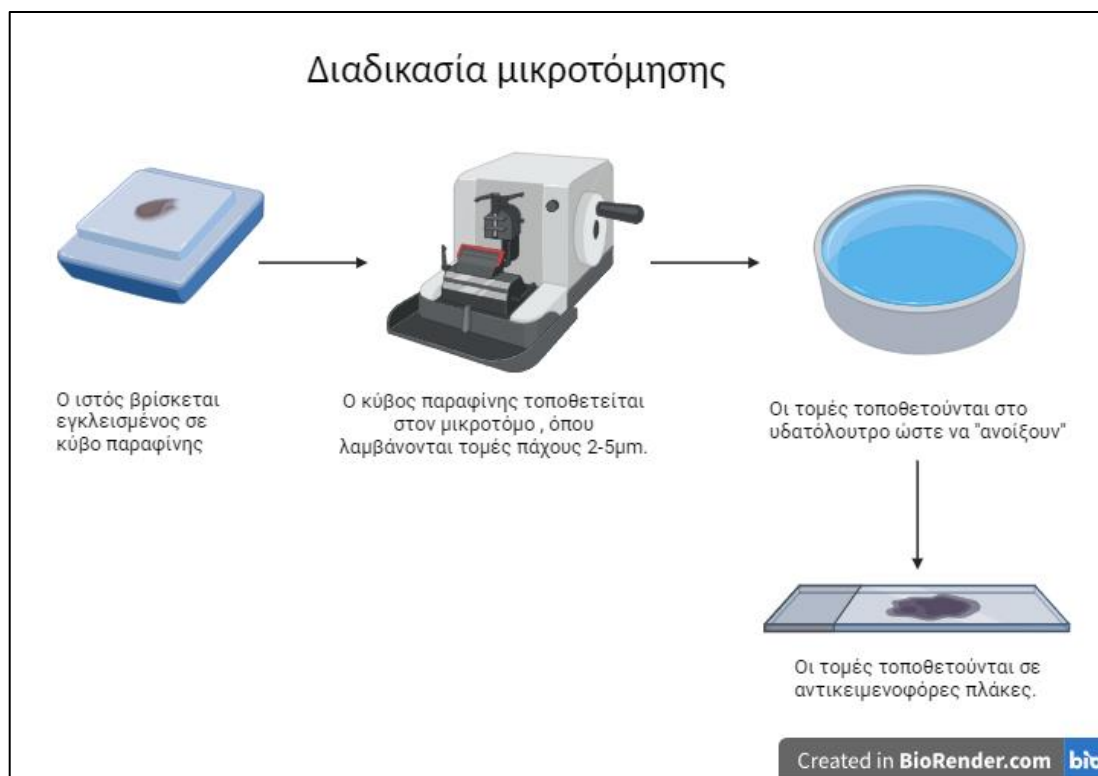 Διαδικασία μικροτόμησης
Ο ιστός βρίσκεται
εγκλεισμένος σε
κύβο παραφίνης
Ο κύβος παραφίνης τοποθετείται
στον μικροτόμο , όπου
λαμβάνονται τομές πάχους 2-5μm.
Οι τομές τοποθετούνται στο
υδατόλουτρο ώστε να "ανοίξουν"
Οι τομές τοποθετούνται σε
αντικειμενοφόρες πλάκες.
Created in BioRender.com bio